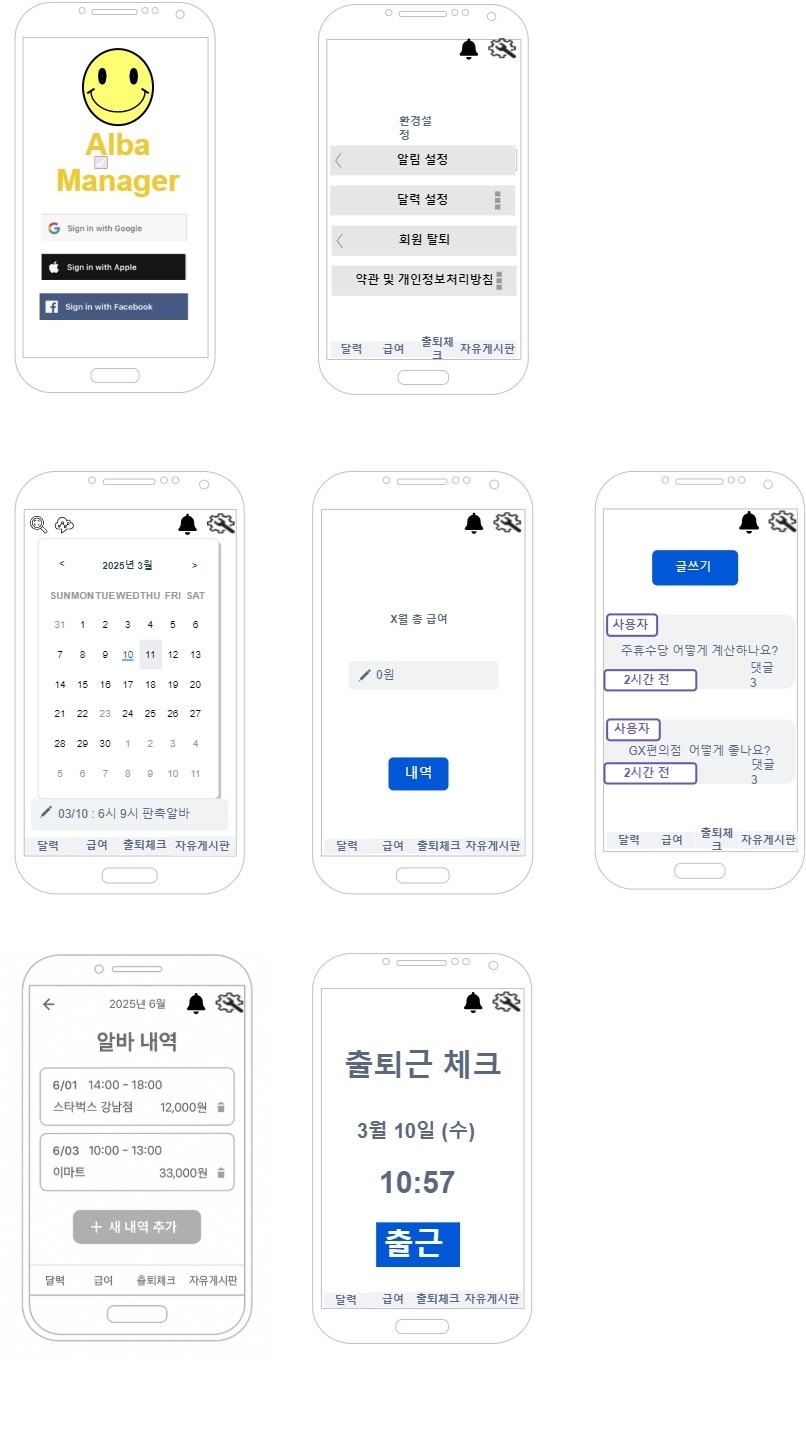 Alba
Manager
Sign in with Google
Sign in with Apple
Sign in with Facebook
환경설
정
알림 설정
달력 설정
회원 탈퇴
약관 및 개인정보처리방침
달력 급여 출퇴체
크 자유게시판
< 2025년 3월 >
SUN MON TUE WED THU FRI SAT
31 1 2 3 4 5 6
7 8 9 10 11 12 13
14 15 16 17 18 19 20
21 22 23 24 25 26 27
28 29 30 1 2 3 4
5 6 7 8 9 10 11
03/10 : 6시 9시 판촉알바
달력 급여 출퇴체크 자유게시판
X월 총 급여
0원
내역
달력 급여 출퇴체크 자유게시판
글쓰기
사용자
주휴수당 어떻게 계산하나요?
2시간 전
댓글
3
사용자
GX편의점 어떻게 좋나요?
2시간 전
댓글
3
달력 급여 출퇴체
크 자유게시판
2025년 6월
알바 내역
6/01 14:00 – 18:00
스타벅스 강남점 12,000원
6/03 10:00 – 13:00
이마트 33,000원
+ 새 내역 추가
달력 급여 출퇴체크 자유게시판
출퇴근 체크
3월 10일 (수)
10:57
출근
달력 급여 출퇴체크 자유게시판